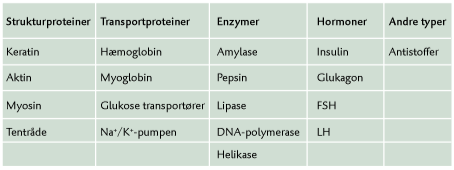 Strukturproteiner Transportproteiner Enzymer Hormoner Andre typer
Keratin Hæmoglobin Amylase Insulin Antistoffer
Aktin Myoglobin Pepsin Glukagon
Myosin Glukose transportører Lipase FSH
Tentråde Na⁺/K⁺-pumpen DNA-polymerase LH
Helikase